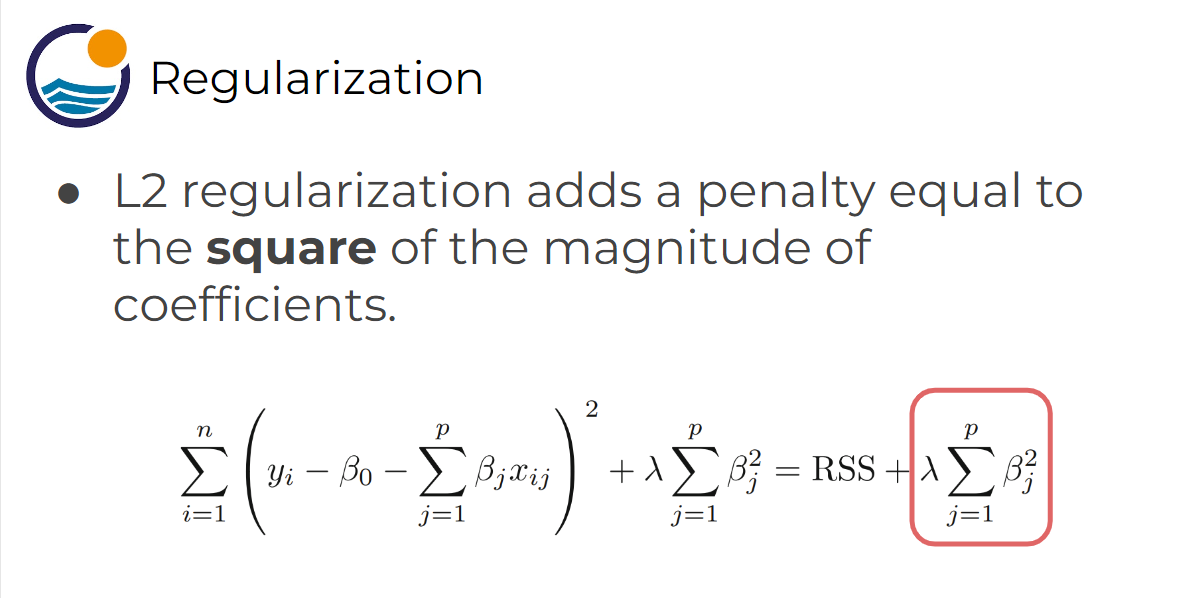 Regularization
● L2 regularization adds a penalty equal to
the square of the magnitude of
coefficients.
$$\sum_{i=1}^{n} \left( y_i - \beta_0 - \sum_{j=1}^{p} \beta_j x_{ij} \right)^2 + \lambda \sum_{j=1}^{p} \beta_j^2 = \text{RSS} + \lambda \sum_{j=1}^{p} \beta_j^2$$